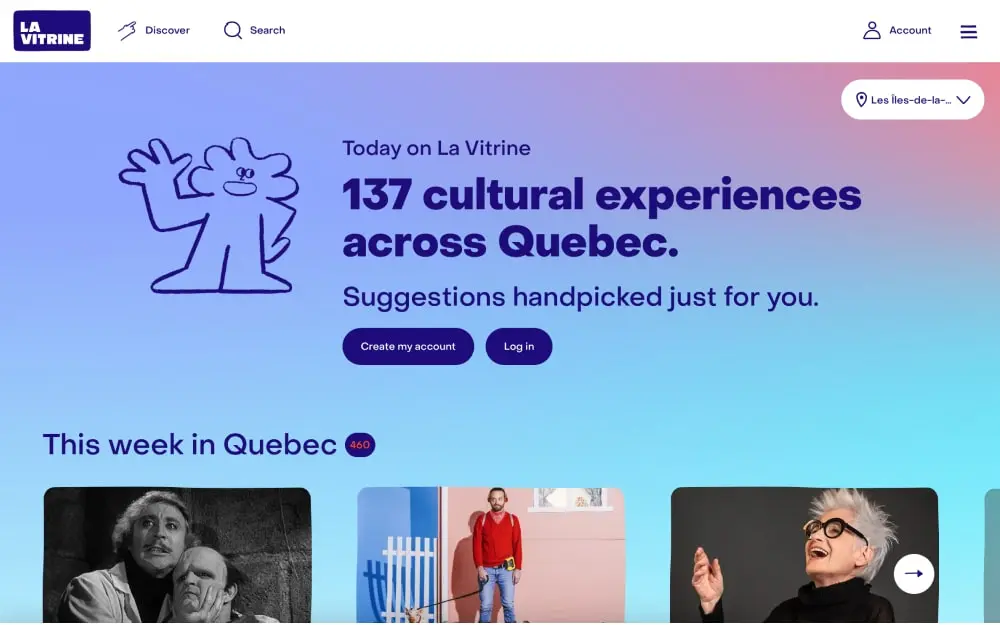 LA
VITRINE
Discover
Search
Account
Les Îles-de-la-...
Today on La Vitrine
137 cultural experiences
across Quebec.
Suggestions handpicked just for you.
Create my account
Log in
This week in Quebec 460